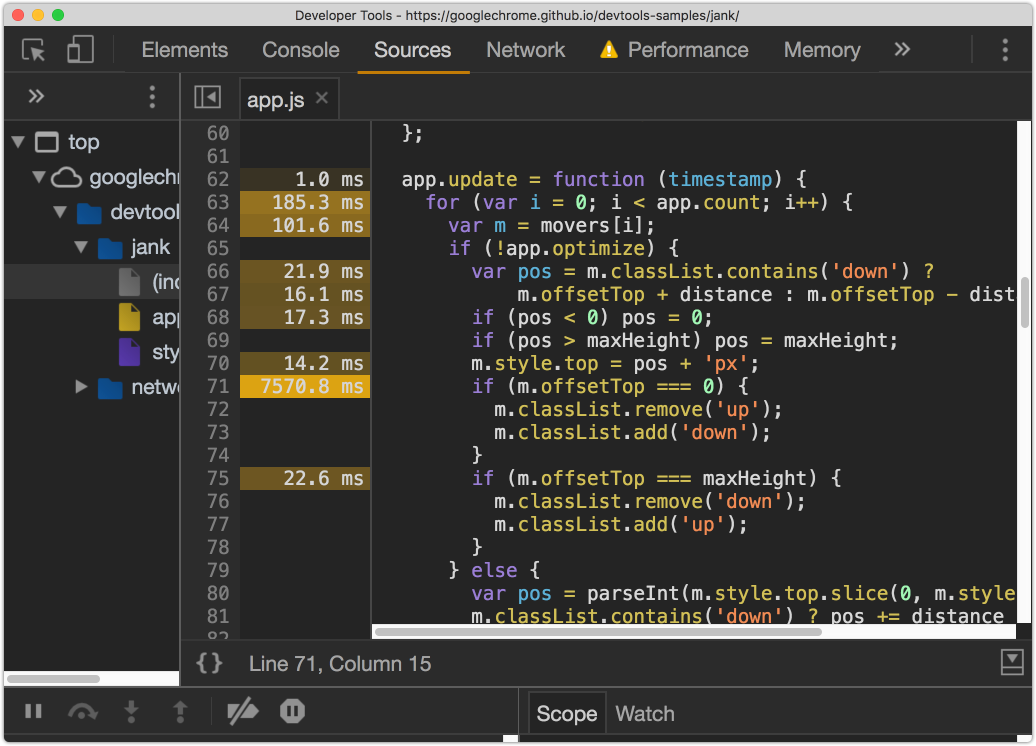 Developer Tools - https://googlechrome.github.io/devtools-samples/jank/
Elements Console Sources Network Performance Memory »
» app.js ×
top
googlechr
devtool
jank
(inc
app
sty
netw
60 };
61
62 1.0 ms app.update = function (timestamp) {
63 185.3 ms for (var i = 0; i < app.count; i++) {
64 101.6 ms var m = movers[i];
65 if (!app.optimize) {
66 21.9 ms var pos = m.classList.contains('down') ?
67 16.1 ms m.offsetTop + distance : m.offsetTop - dist
68 17.3 ms if (pos < 0) pos = 0;
69 if (pos > maxHeight) pos = maxHeight;
70 14.2 ms m.style.top = pos + 'px';
71 7570.8 ms if (m.offsetTop === 0) {
72 m.classList.remove('up');
73 m.classList.add('down');
74 }
75 22.6 ms if (m.offsetTop === maxHeight) {
76 m.classList.remove('down');
77 m.classList.add('up');
78 }
79 } else {
80 var pos = parseInt(m.style.top.slice(0, m.style
81 m.classList.contains('down') ? pos += distance
82
{} Line 71, Column 15
Scope Watch